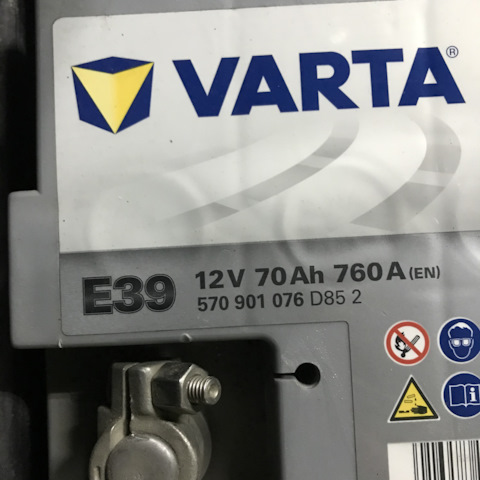 VARTA®
E39
12V 70Ah 760A (EN)
570 901 076 D85 2